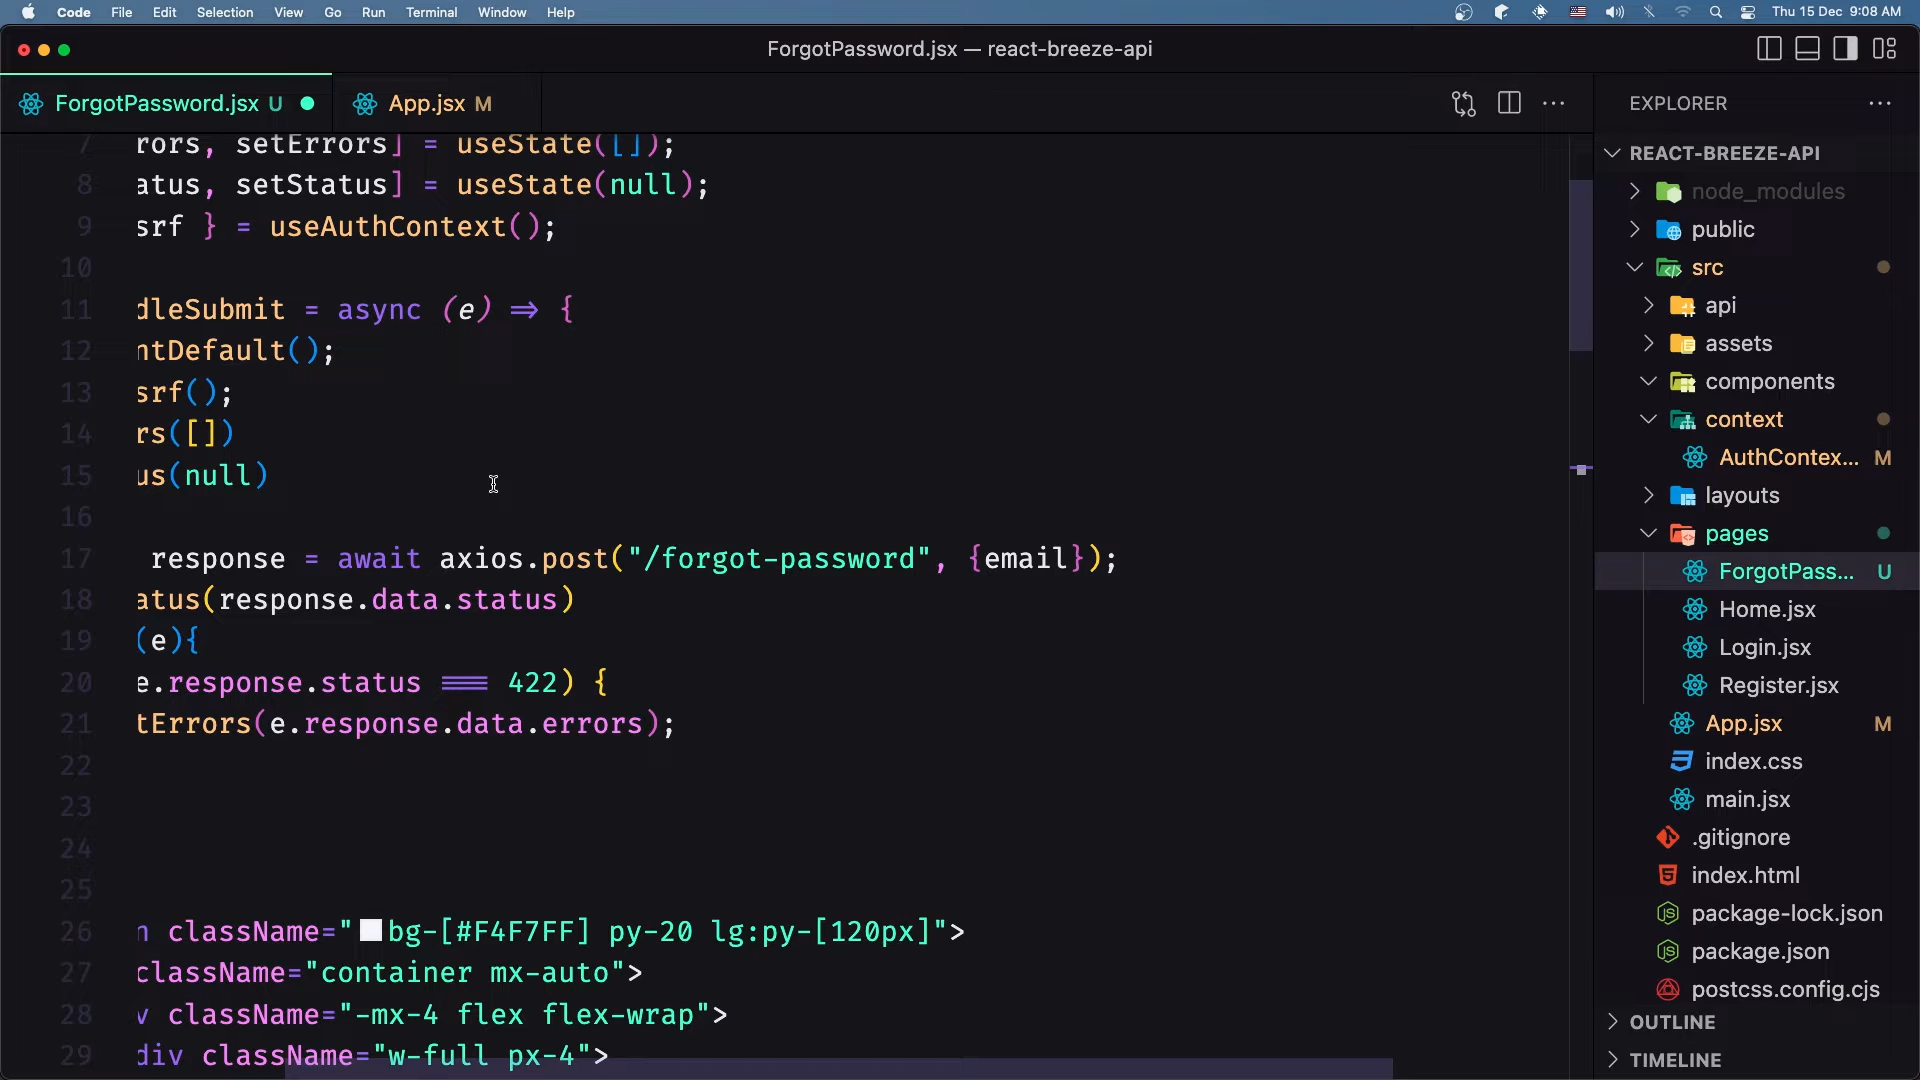 Code File Edit Selection View Go Run Terminal Window Help Thu 15 Dec 9:08 AM
ForgotPassword.jsx — react-breeze-api
ForgotPassword.jsx U App.jsx M
7 rors, setErrors] = useState([]);
8 atus, setStatus] = useState(null);
9 srf } = useAuthContext();
10
11 dleSubmit = async (e) => {
12 ntDefault();
13 srf();
14 rs([])
15 us(null)
16
17 response = await axios.post("/forgot-password", {email});
18 atus(response.data.status)
19 (e){
20 e.response.status === 422) {
21 tErrors(e.response.data.errors);
22
23
24
25
26 n className="bg-[#F4F7FF] py-20 lg:py-[120px]">
27 className="container mx-auto">
28 v className="-mx-4 flex flex-wrap">
29 div className="w-full px-4">
EXPLORER
REACT-BREEZE-API
node_modules
public
src
api
assets
components
context
AuthContex... M
layouts
pages
ForgotPass... U
Home.jsx
Login.jsx
Register.jsx
App.jsx M
index.css
main.jsx
.gitignore
index.html
package-lock.json
package.json
postcss.config.cjs
OUTLINE
TIMELINE